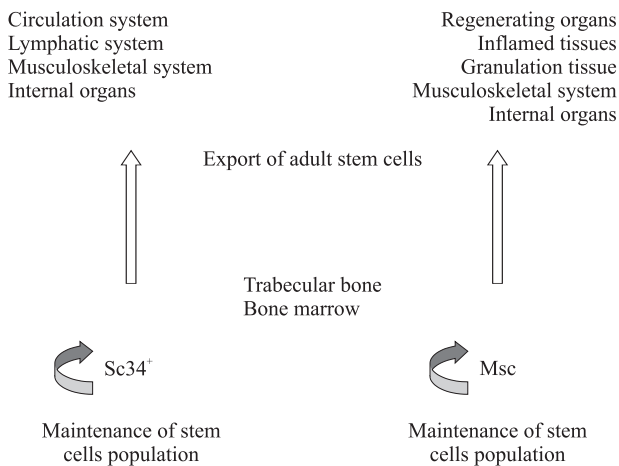 Circulation system
Lymphatic system
Musculoskeletal system
Internal organs
Regenerating organs
Inflamed tissues
Granulation tissue
Musculoskeletal system
Internal organs
Export of adult stem cells
Trabecular bone
Bone marrow
Sc34+
Msc
Maintenance of stem
cells population
Maintenance of stem
cells population